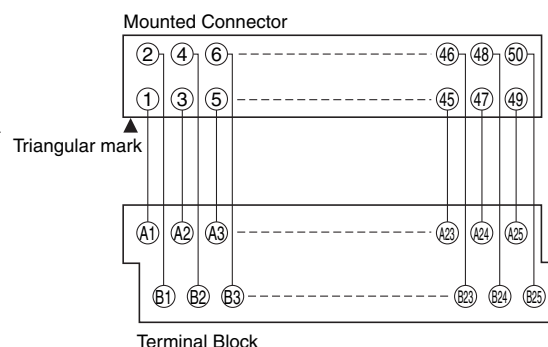 Mounted Connector
2 4 6 46 48 50
1 3 5 45 47 49
Triangular mark
A1 A2 A3 A23 A24 A25
B1 B2 B3 B23 B24 B25
Terminal Block